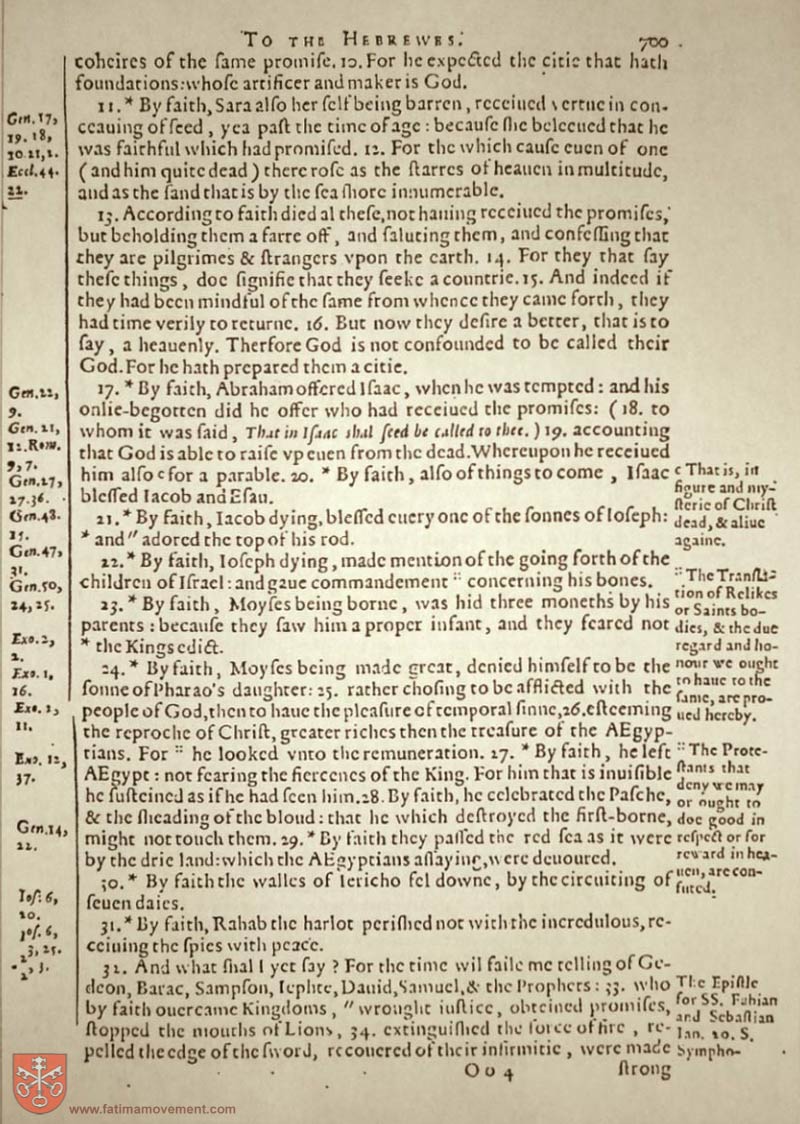 TO THE HEBREWES.
700.
coheires of the ſame promiſe. 10. For he expected the citie that hath
foundations: whoſe artificer and maker is God.
11. * By faith, Sara alſo her ſelf being barren, receiued vertue in con-
ceauing of ſeed, yea paſt the time of age: becauſe ſhe beleeued that he
was faithful which had promiſed. 12. For the which cauſe euen of one
(and him quite dead) there roſe as the ſtarres of heauen in multitude,
and as the ſand that is by the ſea ſhore innumerable.
13. According to faith died al theſe, not hauing receiued the promiſes,
but beholding them a farre off, and ſaluting them, and confeſſing that
they are pilgrimes & ſtrangers vpon the earth. 14. For they that ſay
theſe things, doe ſignifie that they ſeeke a countrie. 15. And indeed if
they had been mindful of the ſame from whence they came forth, they
had time verily to returne. 16. But now they deſire a better, that is to
ſay, a heauenly. Therfore God is not confounded to be called their
God. For he hath prepared them a citie.
17. * By faith, Abraham offered Iſaac, when he was tempted: and his
onlie-begotten did he offer who had receiued the promiſes: (18. to
whom it was ſaid, That in Iſaac ſhal ſeed be called to thee.) 19. accounting
that God is able to raiſe vp euen from the dead. Whereupon he receiued
him alſo c for a parable. 20. * By faith, alſo of things to come, Iſaac
bleſſed Iacob and Eſau.
21. * By faith, Iacob dying, bleſſed euery one of the ſonnes of Ioſeph:
* and " adored the top of his rod.
22. * By faith, Ioſeph dying, made mention of the going forth of the
children of Iſrael: and gaue commandement :: concerning his bones.
23. * By faith, Moyſes being borne, was hid three moneths by his
parents: becauſe they ſaw him a proper infant, and they feared not
* the Kings edict.
24. * By faith, Moyſes being made great, denied himſelf to be the
ſonne of Pharao's daughter: 25. rather choſing to be afflicted with the
people of God, then to haue the pleaſure of temporal ſinne, 26. eſteeming
the reproche of Chriſt, greater riches then the treaſure of the AEgyp-
tians. For :: he looked vnto the remuneration. 27. * By faith, he left
AEgypt: not fearing the fierceneſ of the King. For him that is inuiſible
he ſuſteined as if he had ſeen him. 28. By faith, he celebrated the Paſche,
& the ſheading of the bloud: that he which deſtroyed the firſt-borne,
might not touch them. 29. * By faith they paſſed the red ſea as it were
by the drie land: which the AEgyptians aſſaying, were deuoured.
30. * By faith the walles of Iericho fel downe, by the circuiting of
ſeuen daies.
31. * By faith, Rahab the harlot periſhed not with the incredulous, re-
ceiuing the ſpies with peace.
32. And what ſhal I yet ſay? For the time wil faile me telling of Ge-
deon, Barac, Sampſon, Iephte, Dauid, Samuel, & the Prophets: 33. who
by faith ouercame Kingdoms, " wrought iuſtice, obteined promiſes,
ſtopped the mouths of Lions, 34. extinguiſhed the force of fire, re-
pelled the edge of the ſword, recouered of their infirmitie, were made
Oo 4
ſtrong
Gen. 17,
19. 18,
10 21, 2.
Eccl. 44.
22.
Gen. 22,
9.
Gen. 21,
12. Rom.
9, 7.
Gen. 27,
27. 36.
Gen. 48.
15.
Gen. 47,
31.
Gen. 50,
24, 25.
Exo. 2,
2.
Exo. 1,
16.
Exo. 2,
11.
Exo. 12,
37.
Gen. 14,
22.
Ioſ. 6,
20.
Ioſ. 6,
23, 25.
2, 3.
c That is, in
figure and my-
ſterie of Chriſt
dead, & aliue
againe.
:: The Tranſla-
tion of Relikes
or Saints bo-
dies, & the due
regard and ho-
nour we ought
to haue to the
ſame, are pro-
ued hereby.
:: The Prote-
ſtants that
deny we may
or ought to
doe good in
reſpect or for
reward in hea-
uen, are con-
futed.
The Epiſtle
for SS. Fabian
and Sebaſtian
Ian. 20. S.
Sympho-
www.fatimamovement.com